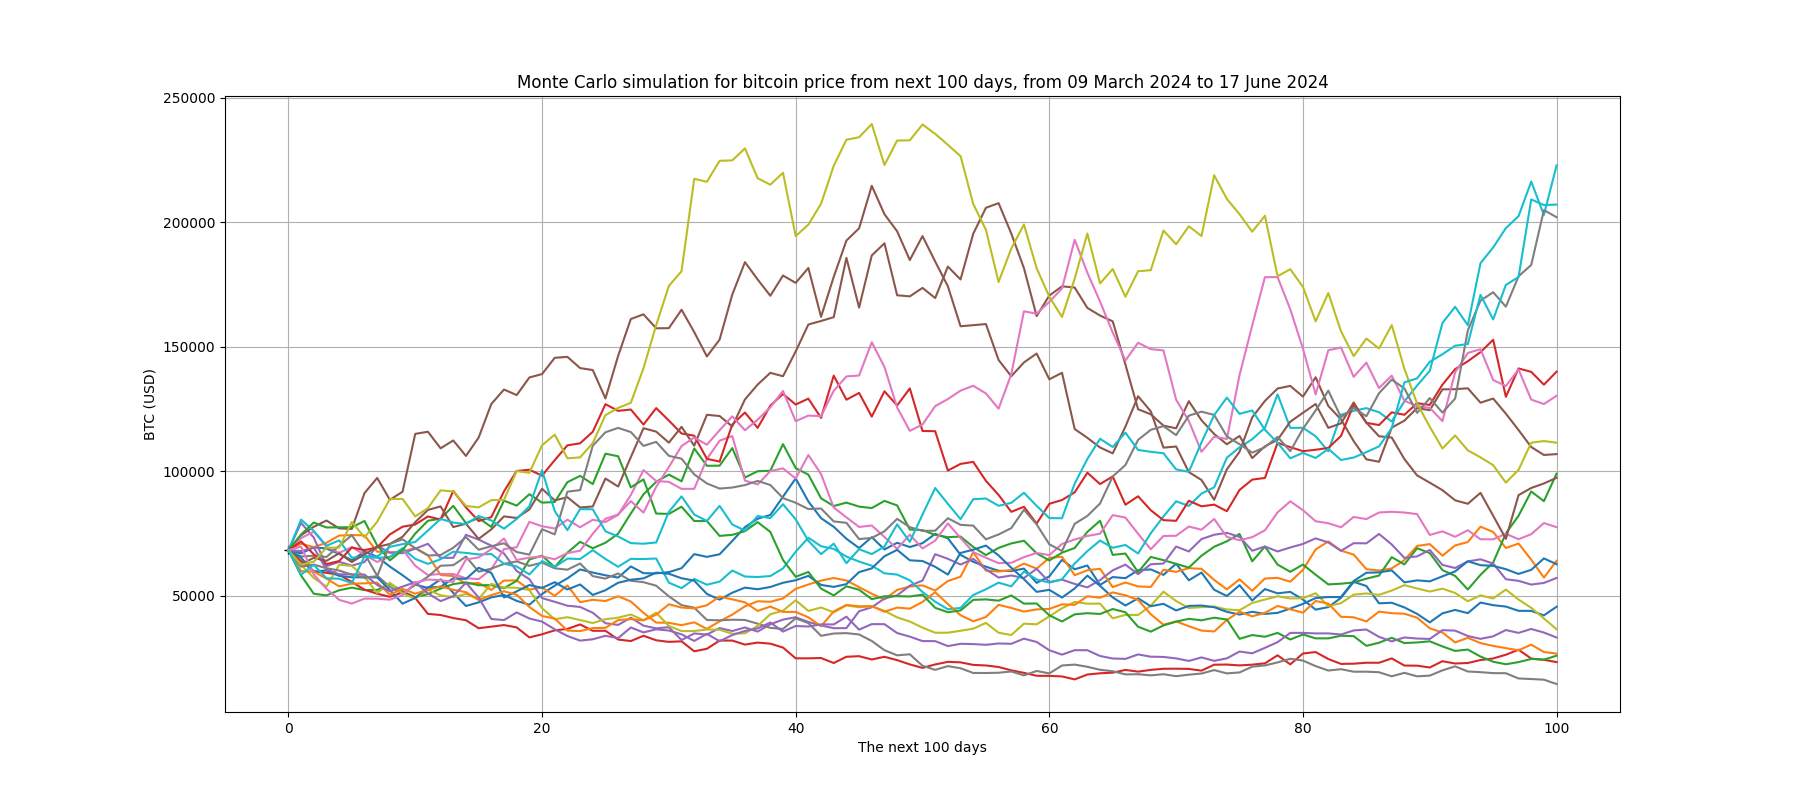 Monte Carlo simulation for bitcoin price from next 100 days, from 09 March 2024 to 17 June 2024
250000
200000
150000
100000
50000
BTC (USD)
0 20 40 60 80 100
The next 100 days